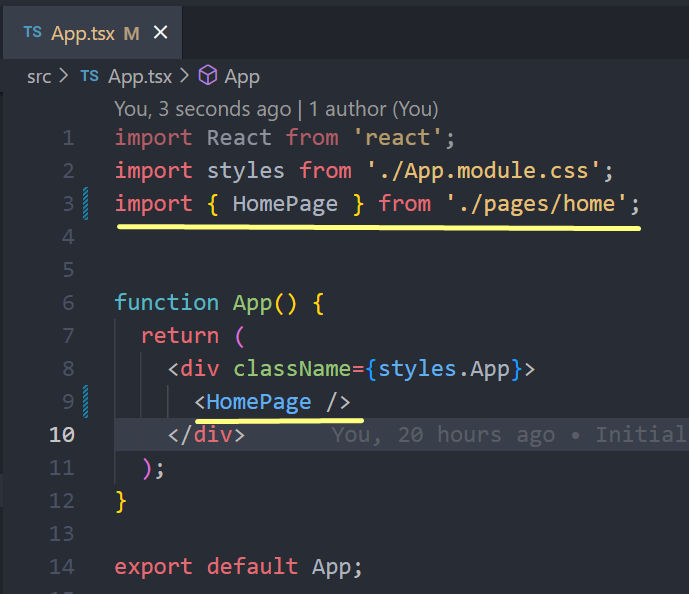 TS App.tsx M ×
src > TS App.tsx > App
You, 3 seconds ago | 1 author (You)
1 import React from 'react';
2 import styles from './App.module.css';
3 import { HomePage } from './pages/home';
4
5
6 function App() {
7   return (
8     <div className={styles.App}>
9       <HomePage />
10     </div> You, 20 hours ago • Initial
11   );
12 }
13
14 export default App;